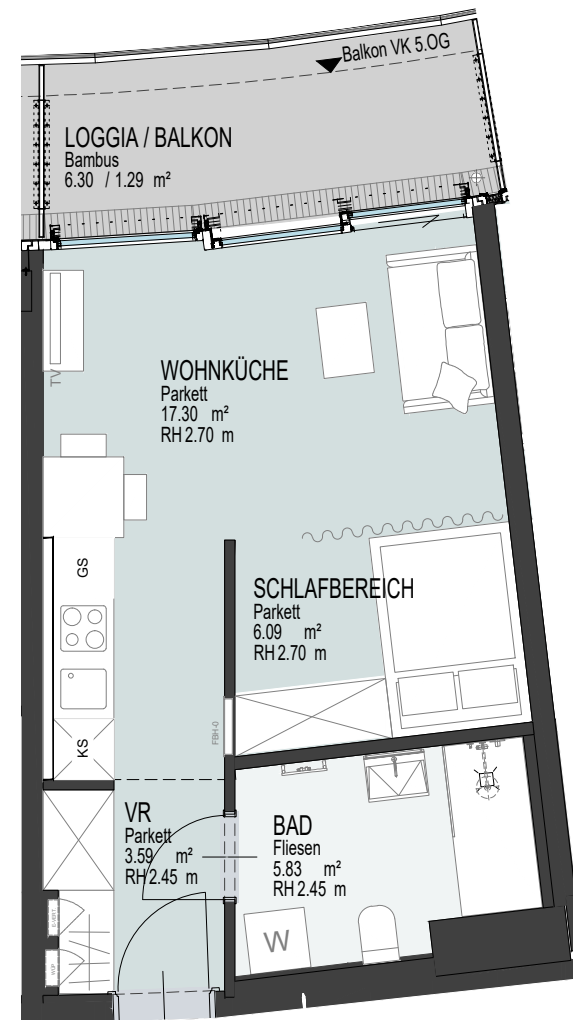 Balkon VK 5.OG
LOGGIA / BALKON
Bambus
6.30 / 1.29 m²
TV
WOHNKÜCHE
Parkett
17.30 m²
RH 2.70 m
GS
SCHLAFBEREICH
Parkett
6.09 m²
RH 2.70 m
KS
FBH-0
VR
Parkett
3.59 m²
RH 2.45 m
BAD
Fliesen
5.83 m²
RH 2.45 m
W